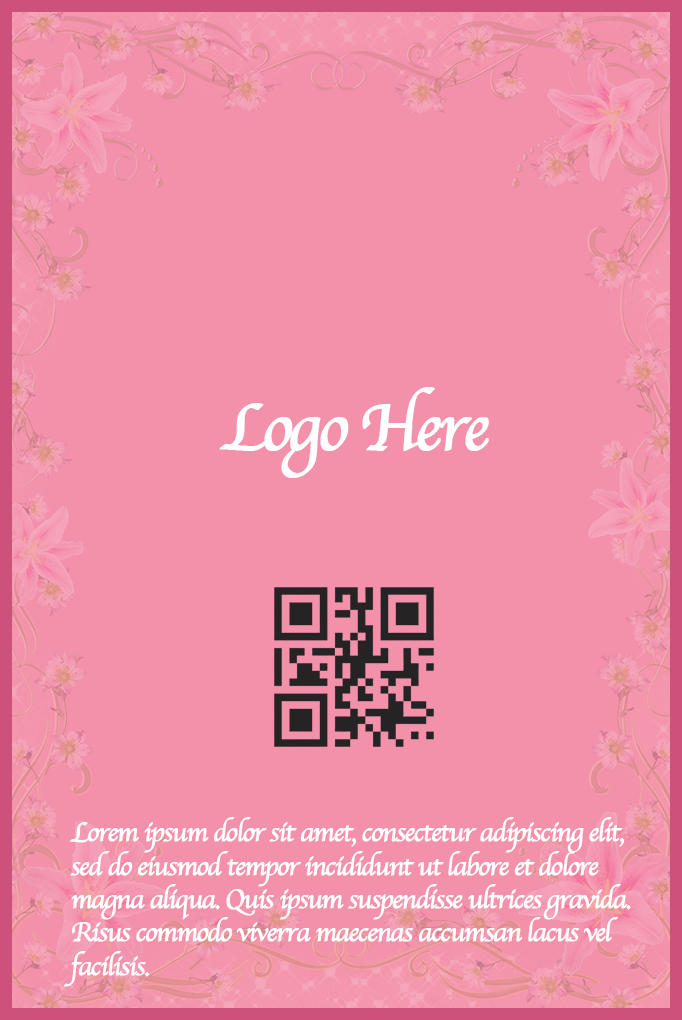 Logo Here
Lorem ipsum dolor sit amet, consectetur adipiscing elit,
sed do eiusmod tempor incididunt ut labore et dolore
magna aliqua. Quis ipsum suspendisse ultrices gravida.
Risus commodo viverra maecenas accumsan lacus vel
facilisis.